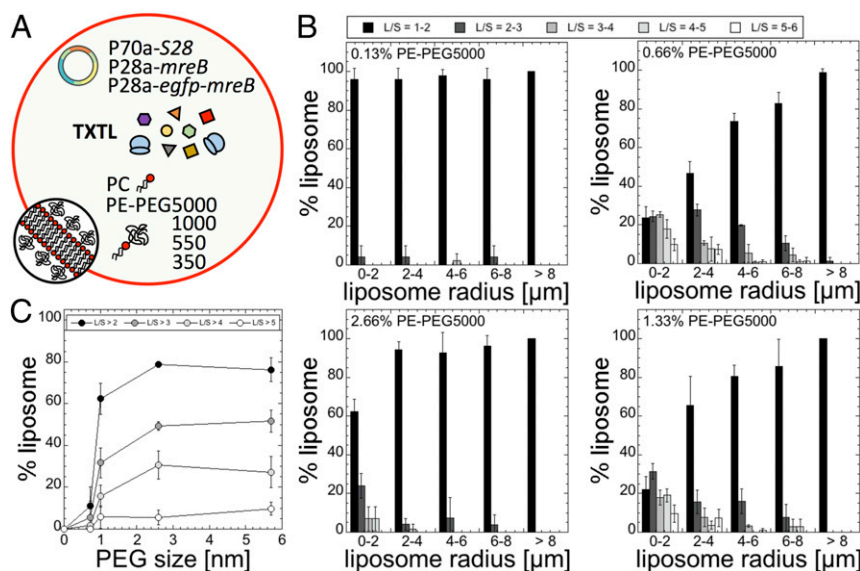 A
P70a-S28
P28a-mreB
P28a-egfp-mreB
TXTL
PC
PE-PEG5000
1000
550
350
B
L/S = 1-2 L/S = 2-3 L/S = 3-4 L/S = 4-5 L/S = 5-6
0.13% PE-PEG5000
% liposome
100
80
60
40
20
0
0-2 2-4 4-6 6-8 > 8
liposome radius [µm]
0.66% PE-PEG5000
% liposome
100
80
60
40
20
0
0-2 2-4 4-6 6-8 > 8
liposome radius [µm]
2.66% PE-PEG5000
% liposome
100
80
60
40
20
0
0-2 2-4 4-6 6-8 > 8
liposome radius [µm]
1.33% PE-PEG5000
% liposome
100
80
60
40
20
0
0-2 2-4 4-6 6-8 > 8
liposome radius [µm]
C
L/S > 2 L/S > 3 L/S > 4 L/S > 5
% liposome
100
80
60
40
20
0
0 1 2 3 4 5 6
PEG size [nm]